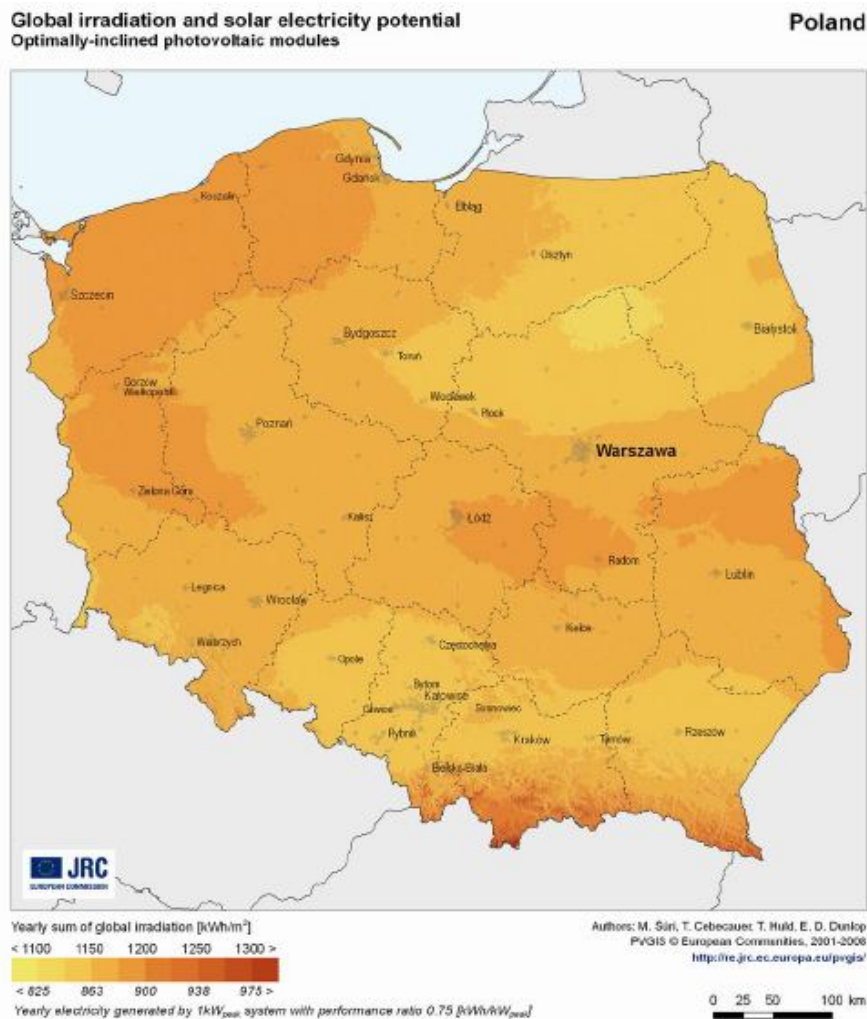 Global irradiation and solar electricity potential
Optimally-inclined photovoltaic modules
Poland
Gdynia
Gdańsk
Koszalin
Elbląg
Olsztyn
Szczecin
Białystok
Bydgoszcz
Toruń
Gorzów
Wielkopolski
Włocławek
Płock
Poznań
Warszawa
Zielona Góra
Kalisz
Łódź
Radom
Lublin
Legnica
Wrocław
Kielce
Wałbrzych
Częstochowa
Opole
Bytom
Katowice
Gliwice
Sosnowiec
Rybnik
Kraków
Tarnów
Rzeszów
Bielsko-Biała
JRC
EUROPEAN COMMISSION
Yearly sum of global irradiation [kWh/m²]
< 1100 1150 1200 1250 1300 >
< 825 863 900 938 975 >
Yearly electricity generated by 1kWpeak system with performance ratio 0.75 [kWh/kWpeak]
Authors: M. Šúri, T. Cebecauer, T. Huld, E. D. Dunlop
PVGIS © European Communities, 2001-2008
http://re.jrc.ec.europa.eu/pvgis/
0 25 50 100 km